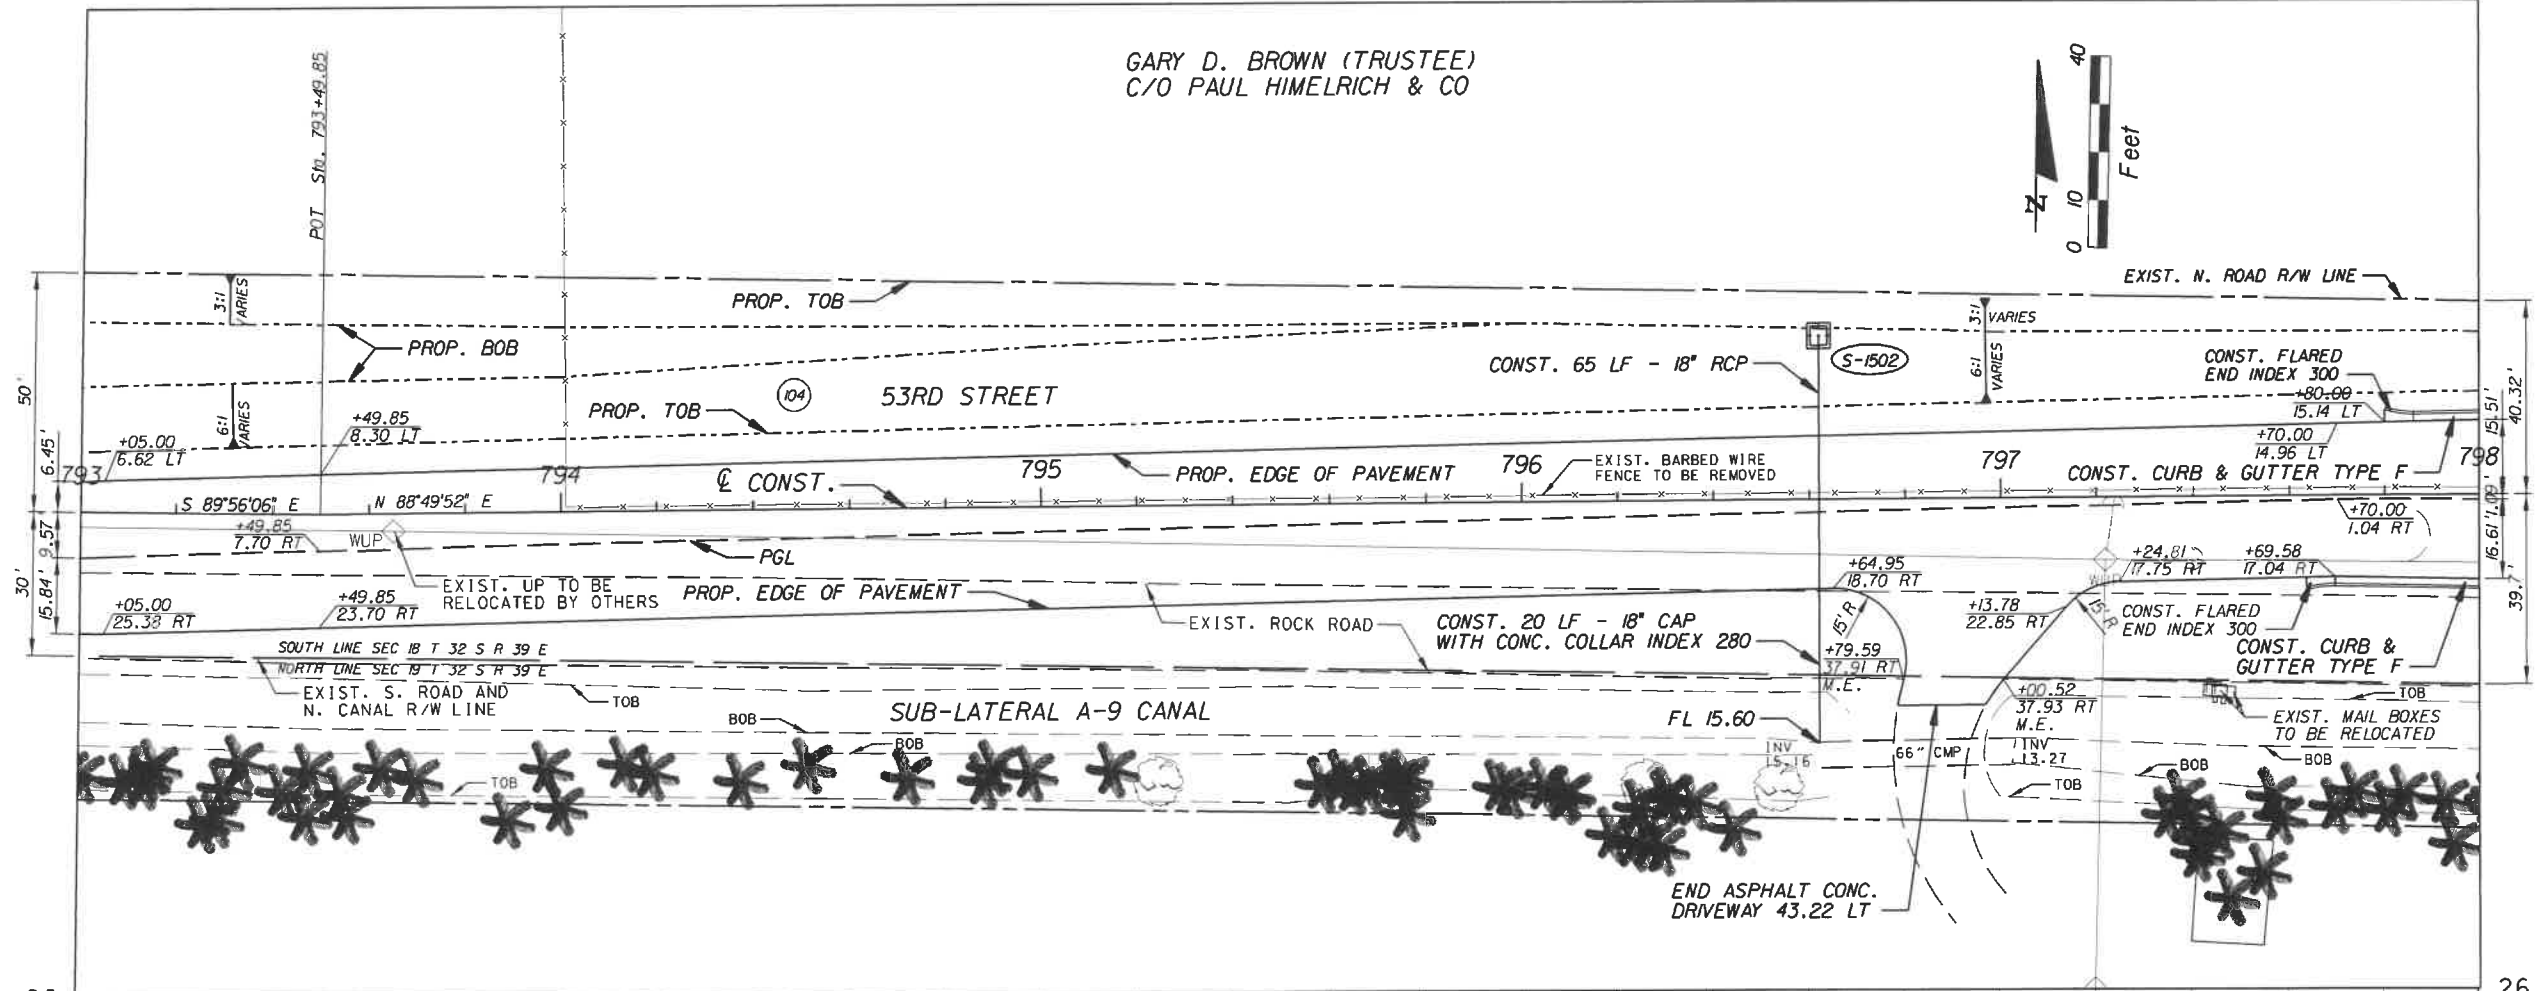 GARY D. BROWN (TRUSTEE)
C/O PAUL HIMELRICH & CO
POT Sta. 793+49.85
N
0 10 40
Feet
EXIST. N. ROAD R/W LINE
PROP. TOB
3:1
VARIES
3:1
VARIES
PROP. BOB
CONST. 65 LF - 18" RCP
S-1502
6:1
VARIES
CONST. FLARED
END INDEX 300
50'
104
53RD STREET
PROP. TOB
6:1
VARIES
+49.85
8.30 LT
+05.00
6.62 LT
6.45'
+80.00
15.14 LT
+70.00
14.96 LT
15.51'
40.32'
793
794
795
796
797
798
℄ CONST.
PROP. EDGE OF PAVEMENT
EXIST. BARBED WIRE
FENCE TO BE REMOVED
CONST. CURB & GUTTER TYPE F
S 89°56'06" E
N 88°49'52" E
1.09'
+70.00
1.04 RT
9.57'
+49.85
7.70 RT
WUP
PGL
16.61'
+24.81
17.75 RT
+69.58
17.04 RT
WUP
+64.95
18.70 RT
30'
15.84'
EXIST. UP TO BE
RELOCATED BY OTHERS
PROP. EDGE OF PAVEMENT
39.7'
+05.00
25.38 RT
+49.85
23.70 RT
EXIST. ROCK ROAD
CONST. 20 LF - 18" CAP
WITH CONC. COLLAR INDEX 280
15' R
+13.78
22.85 RT
15' R
CONST. FLARED
END INDEX 300
SOUTH LINE SEC 18 T 32 S R 39 E
NORTH LINE SEC 19 T 32 S R 39 E
+79.59
37.91 RT
M.E.
CONST. CURB &
GUTTER TYPE F
EXIST. S. ROAD AND
N. CANAL R/W LINE
TOB
+00.52
37.93 RT
M.E.
TOB
BOB
SUB-LATERAL A-9 CANAL
FL 15.60
EXIST. MAIL BOXES
TO BE RELOCATED
BOB
INV
15.16
66" CMP
INV
13.27
BOB
BOB
TOB
TOB
END ASPHALT CONC.
DRIVEWAY 43.22 LT
26